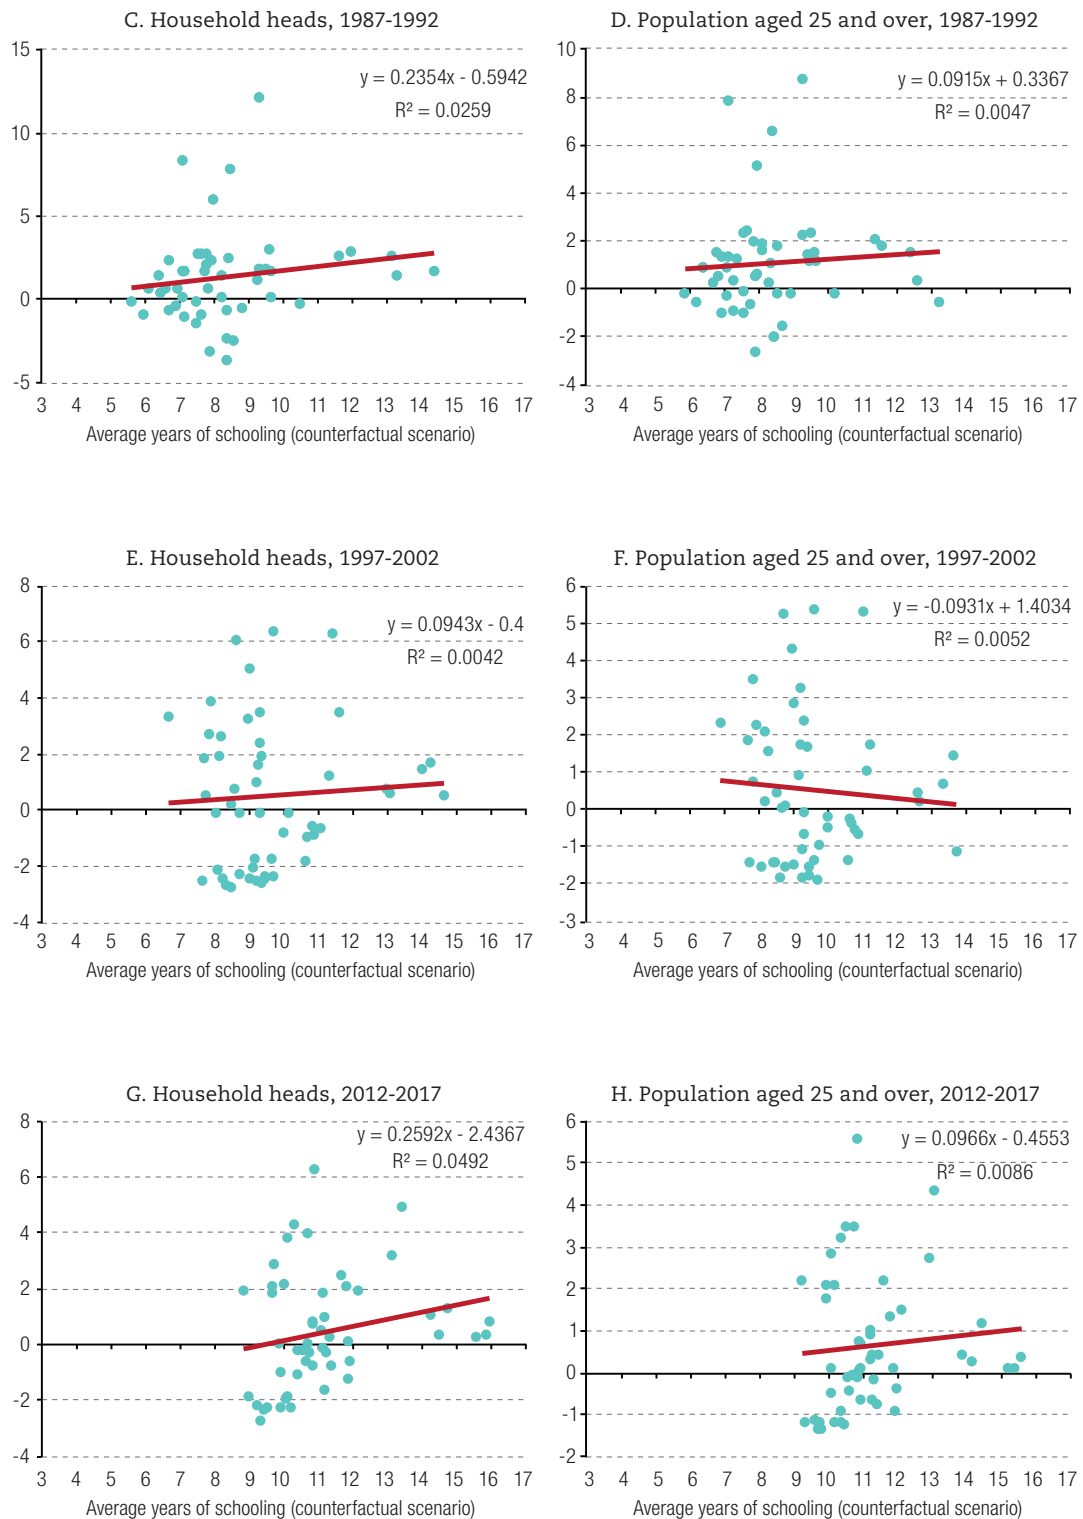 C. Household heads, 1987-1992
15
10
5
0
-5
y = 0.2354x - 0.5942
R² = 0.0259
3 4 5 6 7 8 9 10 11 12 13 14 15 16 17
Average years of schooling (counterfactual scenario)
D. Population aged 25 and over, 1987-1992
10
8
6
4
2
0
-2
-4
y = 0.0915x + 0.3367
R² = 0.0047
3 4 5 6 7 8 9 10 11 12 13 14 15 16 17
Average years of schooling (counterfactual scenario)
E. Household heads, 1997-2002
8
6
4
2
0
-2
-4
y = 0.0943x - 0.4
R² = 0.0042
3 4 5 6 7 8 9 10 11 12 13 14 15 16 17
Average years of schooling (counterfactual scenario)
F. Population aged 25 and over, 1997-2002
6
5
4
3
2
1
0
-1
-2
-3
y = -0.0931x + 1.4034
R² = 0.0052
3 4 5 6 7 8 9 10 11 12 13 14 15 16 17
Average years of schooling (counterfactual scenario)
G. Household heads, 2012-2017
8
6
4
2
0
-2
-4
y = 0.2592x - 2.4367
R² = 0.0492
3 4 5 6 7 8 9 10 11 12 13 14 15 16 17
Average years of schooling (counterfactual scenario)
H. Population aged 25 and over, 2012-2017
6
5
4
3
2
1
0
-1
-2
y = 0.0966x - 0.4553
R² = 0.0086
3 4 5 6 7 8 9 10 11 12 13 14 15 16 17
Average years of schooling (counterfactual scenario)